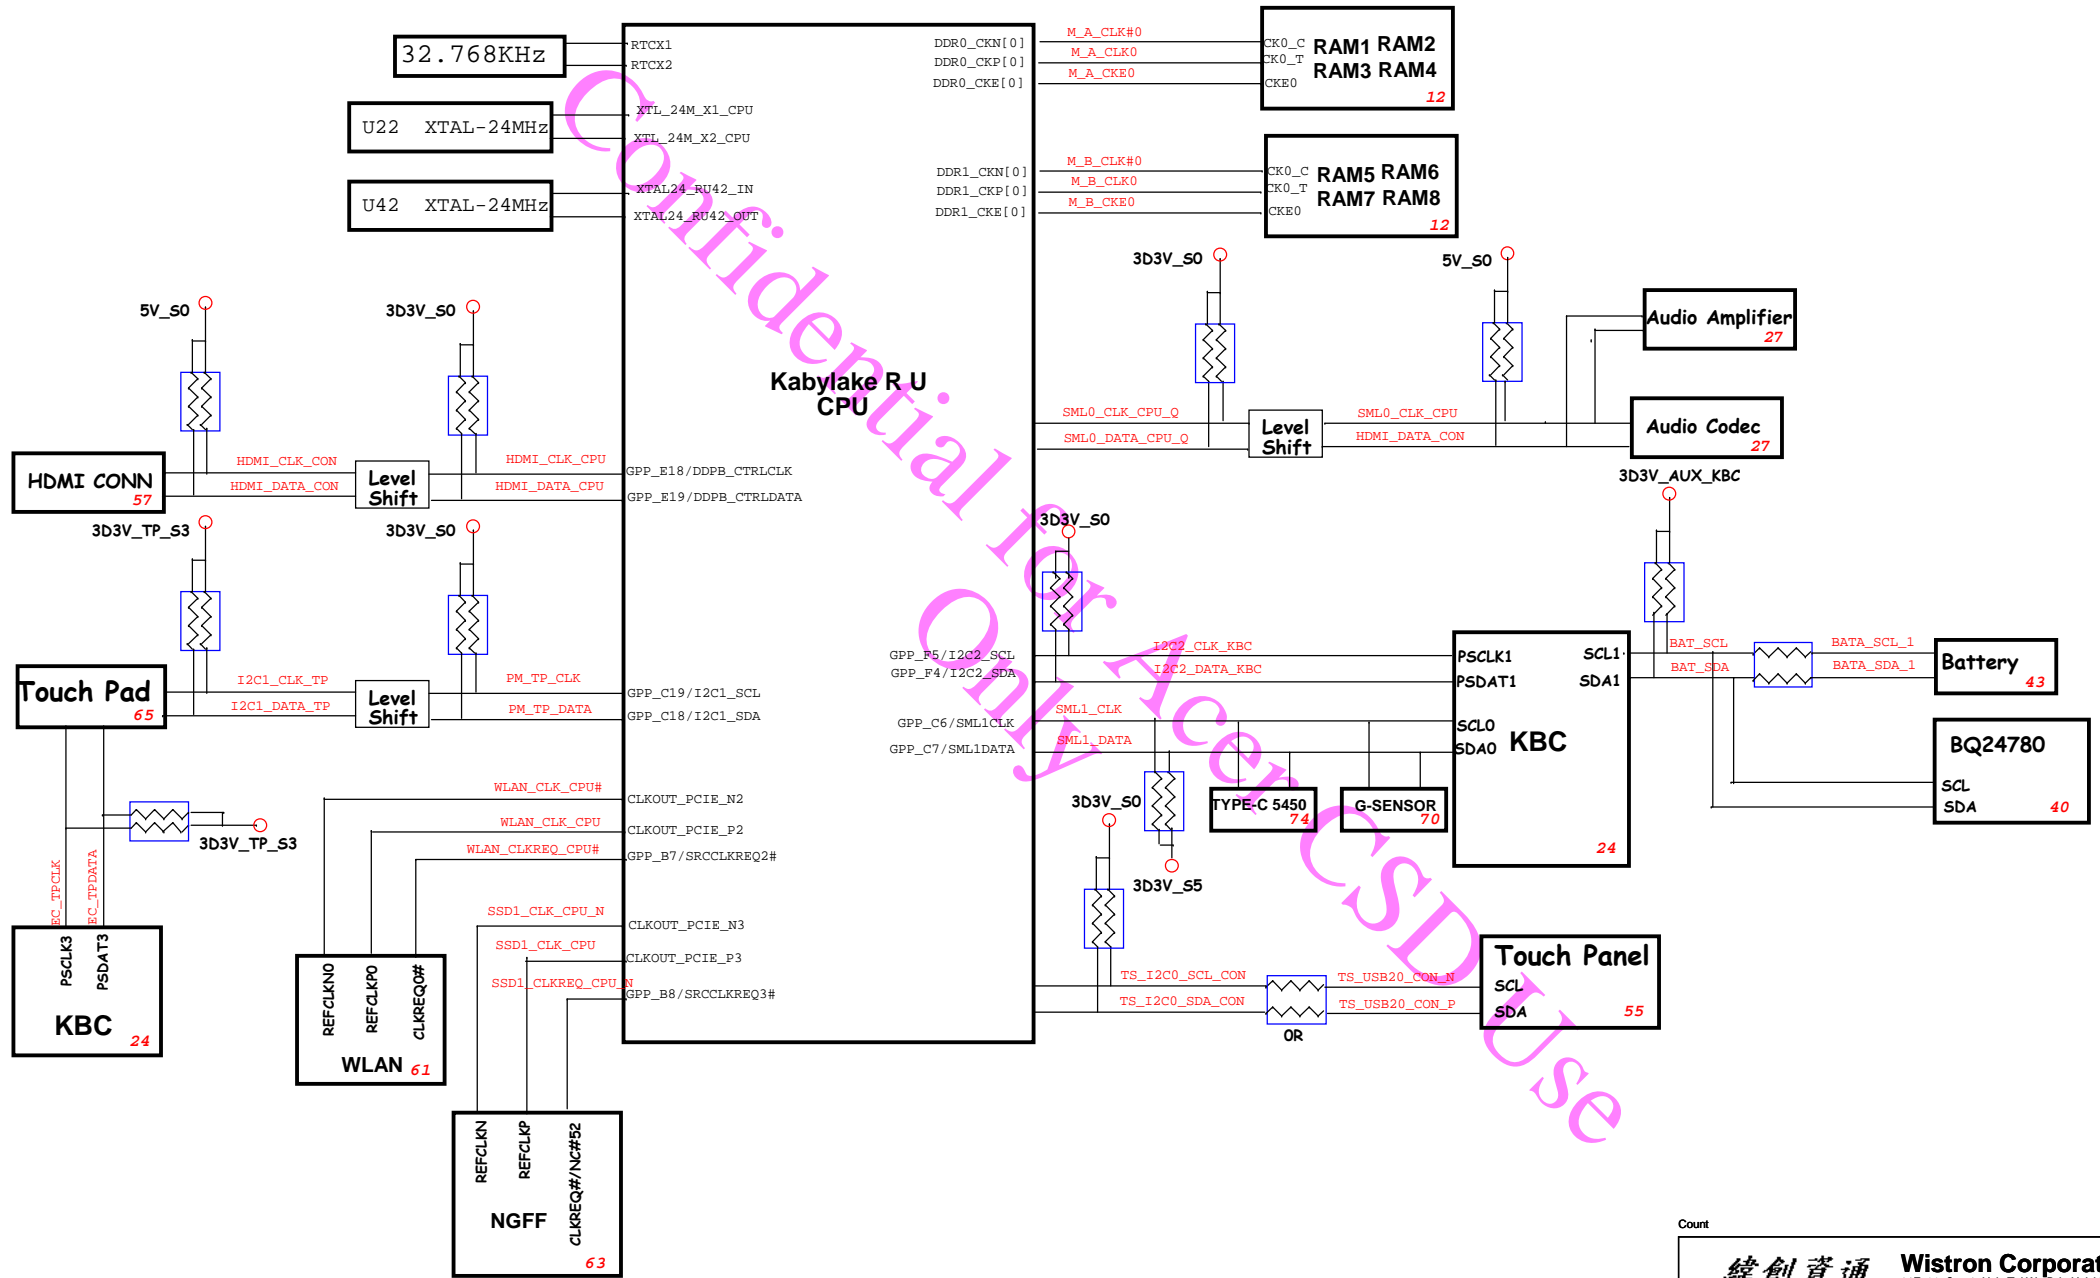 32.768KHz
RTCX1
RTCX2
U22 XTAL-24MHz
XTL_24M_X1_CPU
XTL_24M_X2_CPU
U42 XTAL-24MHz
XTAL24_RU42_IN
XTAL24_RU42_OUT
DDR0_CKN[0]
DDR0_CKP[0]
DDR0_CKE[0]
M_A_CLK#0
M_A_CLK0
M_A_CKE0
CK0_C
CK0_T
CKE0
RAM1 RAM2
RAM3 RAM4
12
DDR1_CKN[0]
DDR1_CKP[0]
DDR1_CKE[0]
M_B_CLK#0
M_B_CLK0
M_B_CKE0
CK0_C
CK0_T
CKE0
RAM5 RAM6
RAM7 RAM8
12
Kabylake R U
CPU
5V_S0
3D3V_S0
HDMI CONN
57
HDMI_CLK_CON
HDMI_DATA_CON
Level
Shift
HDMI_CLK_CPU
HDMI_DATA_CPU
GPP_E18/DDPB_CTRLCLK
GPP_E19/DDPB_CTRLDATA
3D3V_TP_S3
3D3V_S0
Touch Pad
65
I2C1_CLK_TP
I2C1_DATA_TP
Level
Shift
PM_TP_CLK
PM_TP_DATA
GPP_C19/I2C1_SCL
GPP_C18/I2C1_SDA
3D3V_TP_S3
EC_TPCLK
EC_TPDATA
PSCLK3
PSDAT3
KBC
24
WLAN_CLK_CPU#
WLAN_CLK_CPU
WLAN_CLKREQ_CPU#
CLKOUT_PCIE_N2
CLKOUT_PCIE_P2
GPP_B7/SRCCLKREQ2#
REFCLKN0
REFCLKP0
CLKREQ0#
WLAN
61
SSD1_CLK_CPU_N
SSD1_CLK_CPU
SSD1_CLKREQ_CPU_N
CLKOUT_PCIE_N3
CLKOUT_PCIE_P3
GPP_B8/SRCCLKREQ3#
REFCLKN
REFCLKP
CLKREQ#/NC#52
NGFF
63
3D3V_S0
5V_S0
SML0_CLK_CPU_Q
SML0_DATA_CPU_Q
Level
Shift
SML0_CLK_CPU
HDMI_DATA_CON
Audio Amplifier
27
Audio Codec
27
3D3V_AUX_KBC
3D3V_S0
GPP_F5/I2C2_SCL
GPP_F4/I2C2_SDA
I2C2_CLK_KBC
I2C2_DATA_KBC
GPP_C6/SML1CLK
GPP_C7/SML1DATA
SML1_CLK
SML1_DATA
PSCLK1
PSDAT1
SCL0
SDA0
SCL1
SDA1
KBC
24
BAT_SCL
BAT_SDA
BATA_SCL_1
BATA_SDA_1
Battery
43
BQ24780
SCL
SDA
40
TYPE-C 5450
74
G-SENSOR
70
3D3V_S0
3D3V_S5
TS_I2C0_SCL_CON
TS_I2C0_SDA_CON
0R
TS_USB20_CON_N
TS_USB20_CON_P
Touch Panel
SCL
SDA
55
Confidential for Acer CSD Use
Only
Count
緯創資通
Wistron Corporat